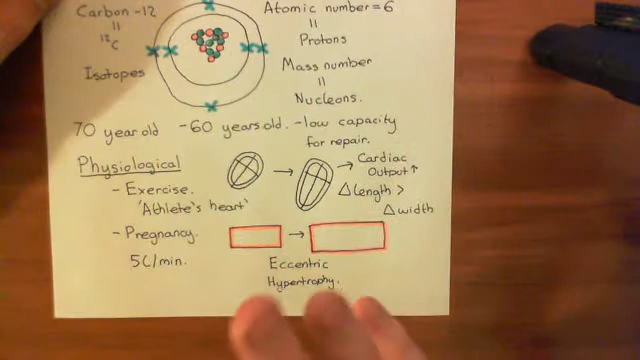 Carbon -12
=
¹²C
Isotopes
Atomic number = 6
=
Protons
Mass number
=
Nucleons.
70 year old - 60 years old. - low capacity
for repair.
Physiological
- Exercise.
'Athlete's heart'
- Pregnancy.
5L/min.
→ Cardiac
Output ↑
Δ length >
Δ width
Eccentric
Hypertrophy.